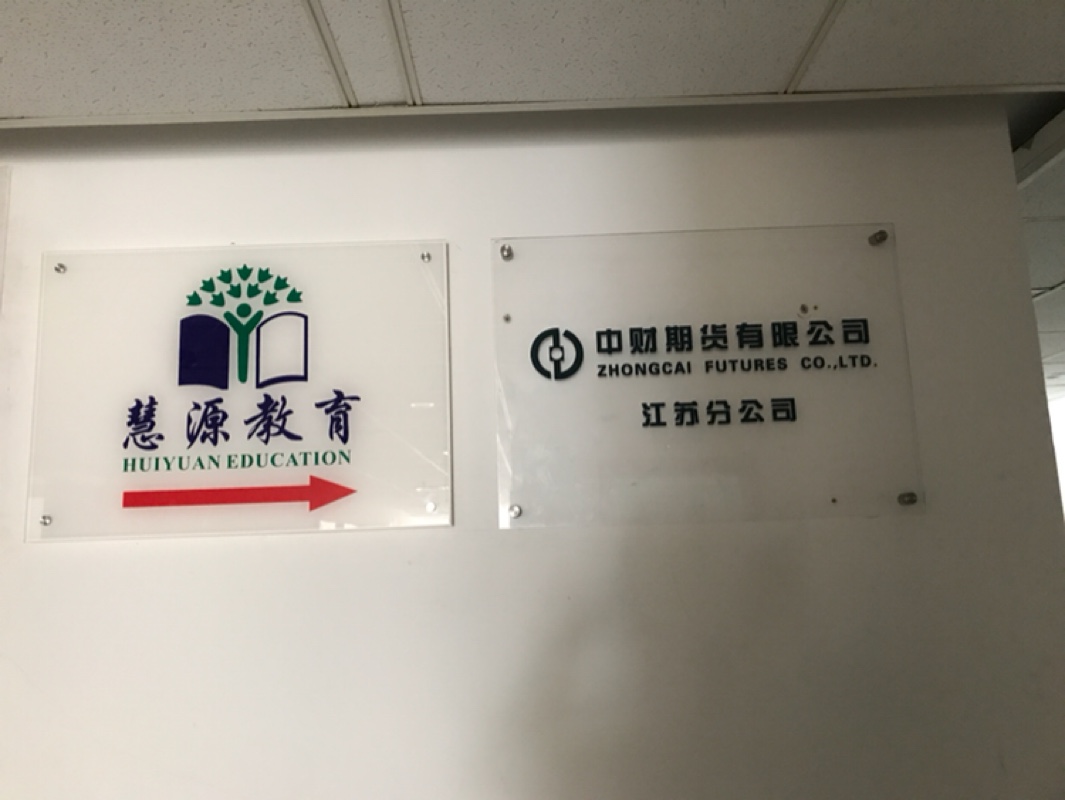 慧源教育
HUIYUAN EDUCATION
中财期货有限公司
ZHONGCAI FUTURES CO.,LTD.
江苏分公司